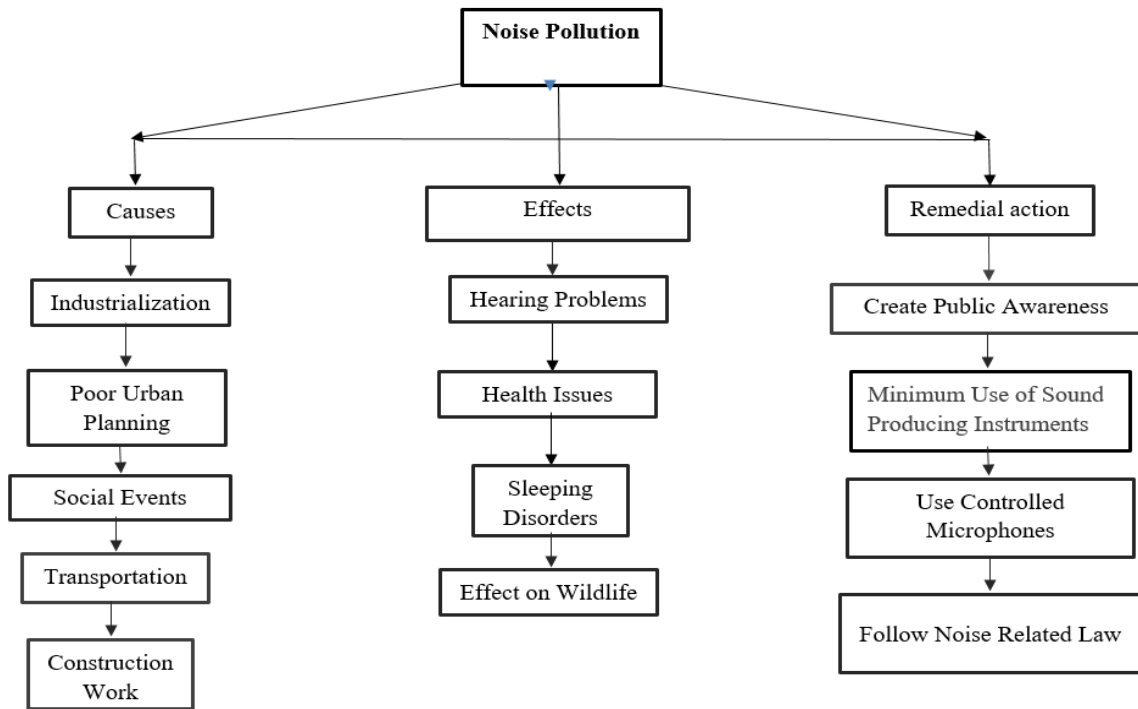 Noise Pollution
Causes
Effects
Remedial action
Industrialization
Hearing Problems
Create Public Awareness
Poor Urban
Planning
Health Issues
Minimum Use of Sound
Producing Instruments
Social Events
Sleeping
Disorders
Use Controlled
Microphones
Transportation
Effect on Wildlife
Follow Noise Related Law
Construction
Work